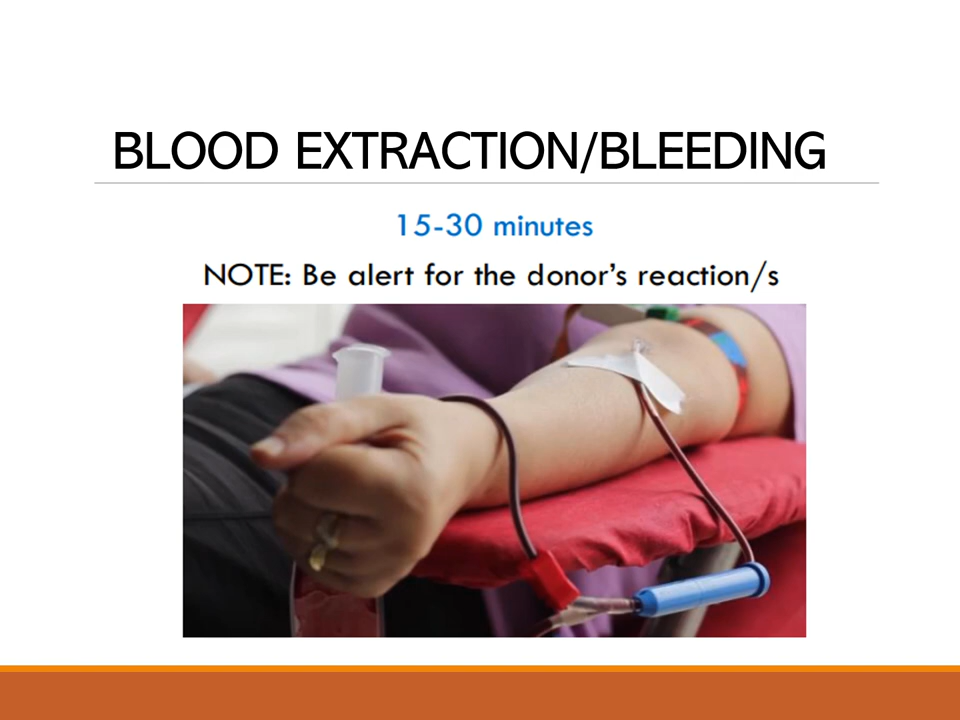 BLOOD EXTRACTION/BLEEDING
15-30 minutes
NOTE: Be alert for the donor's reaction/s